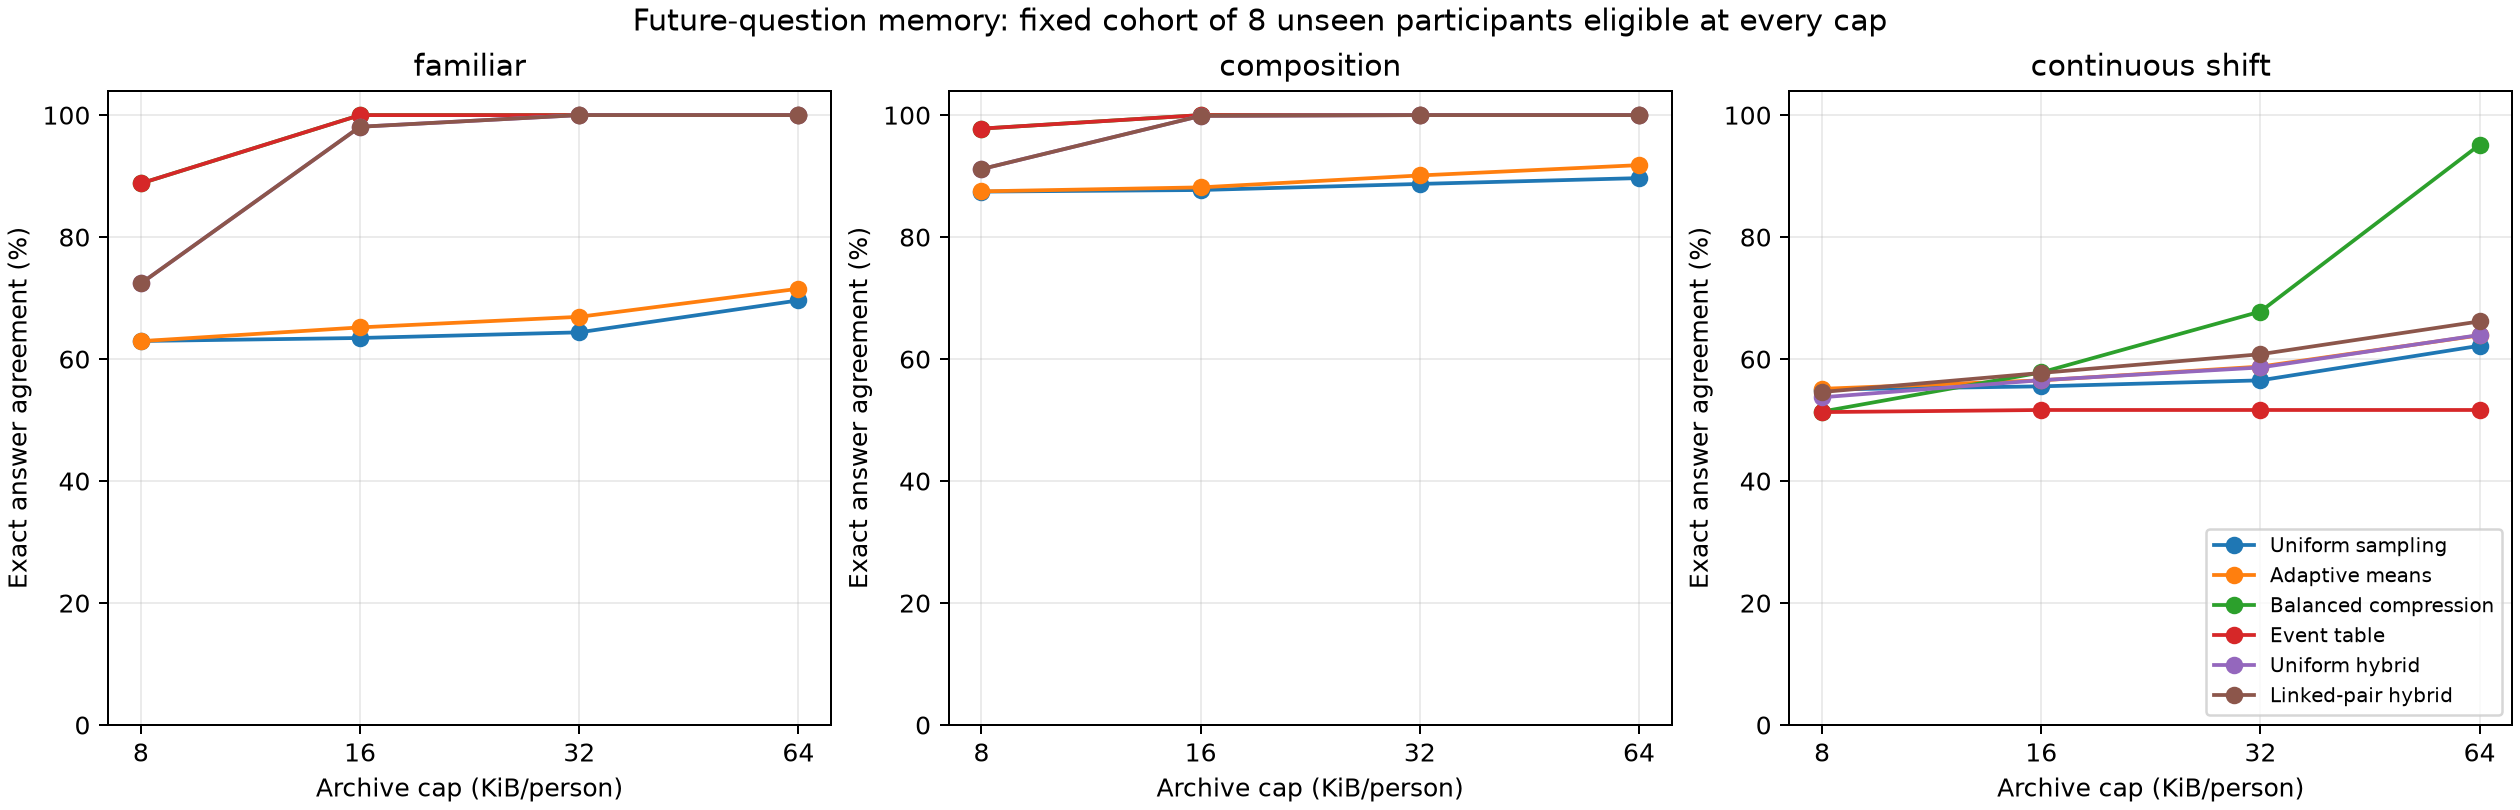 Future-question memory: fixed cohort of 8 unseen participants eligible at every cap
familiar
Exact answer agreement (%)
100
80
60
40
20
0
8 16 32 64
Archive cap (KiB/person)
composition
Exact answer agreement (%)
100
80
60
40
20
0
8 16 32 64
Archive cap (KiB/person)
continuous shift
Exact answer agreement (%)
100
80
60
40
20
0
8 16 32 64
Archive cap (KiB/person)
Uniform sampling
Adaptive means
Balanced compression
Event table
Uniform hybrid
Linked-pair hybrid